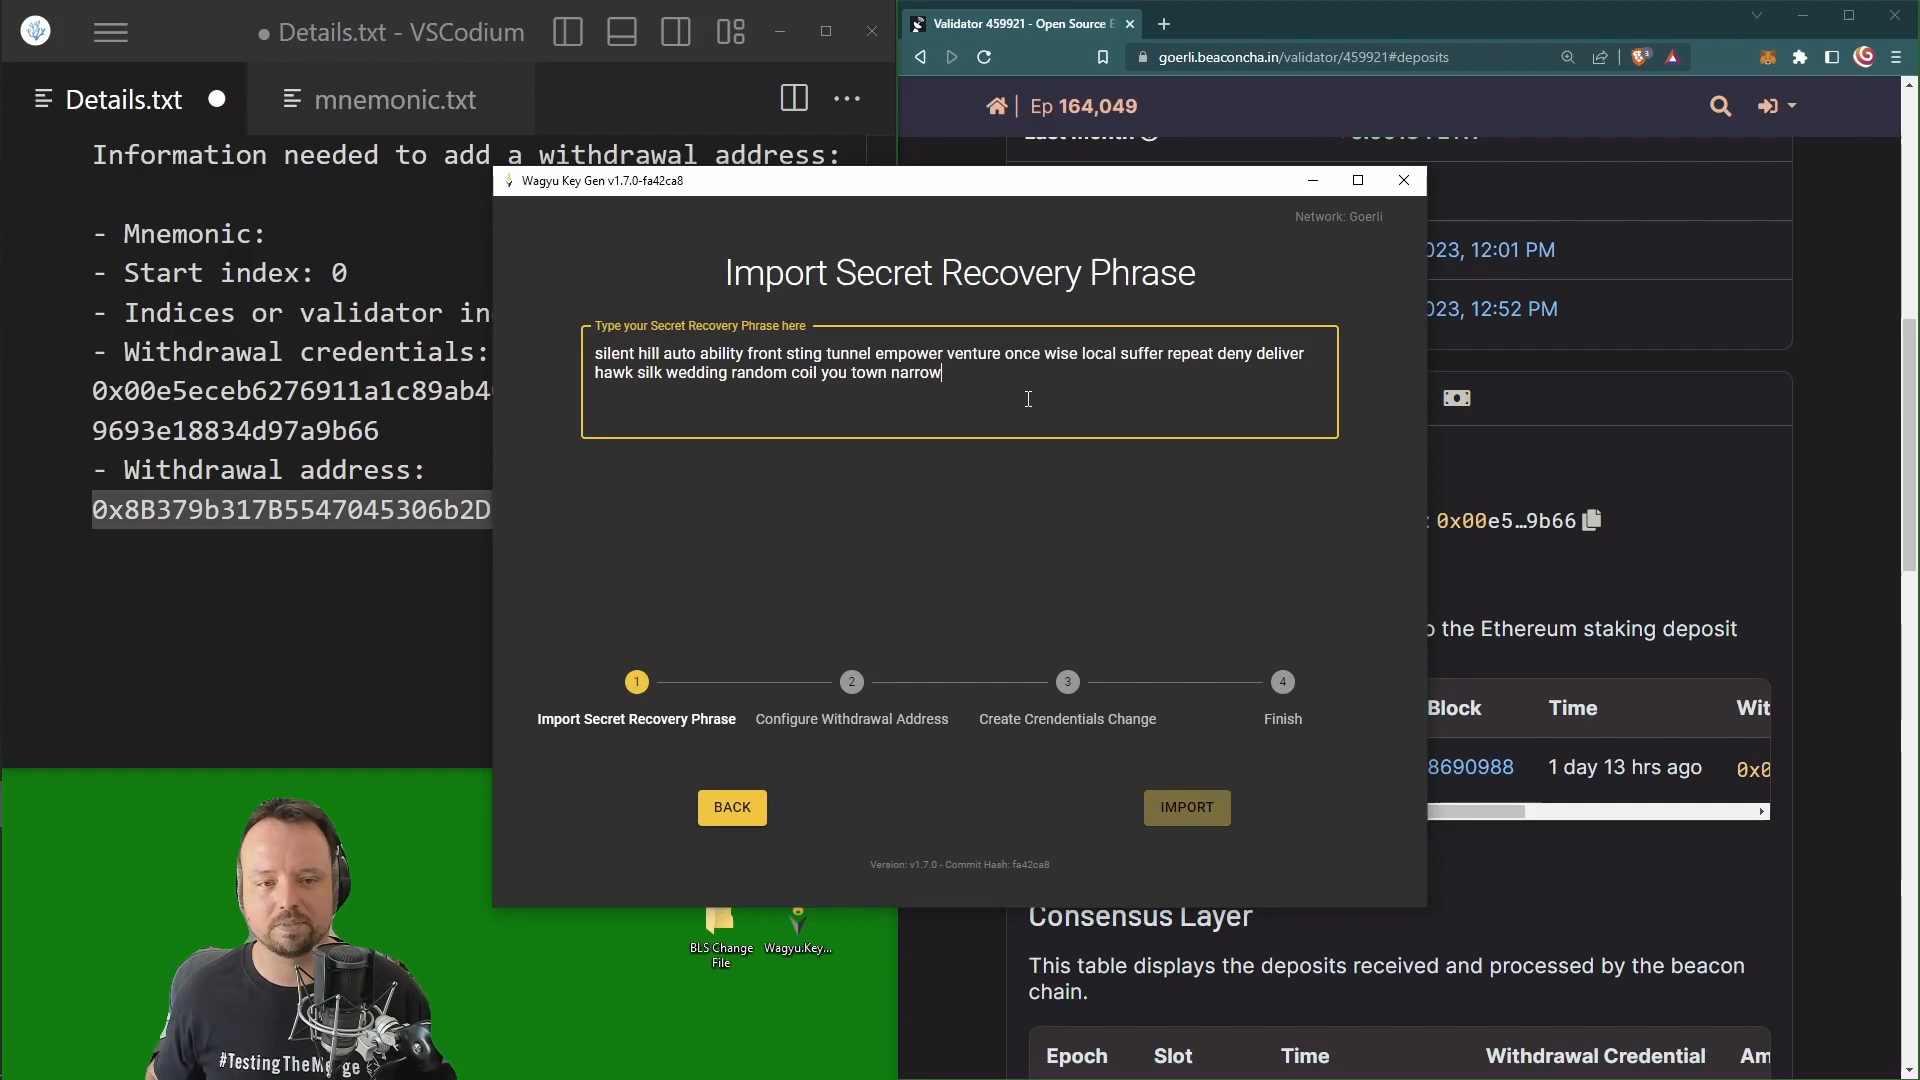 Details.txt - VSCodium
Details.txt
mnemonic.txt
Information needed to add a withdrawal address:
- Mnemonic:
- Start index: 0
- Indices or validator in
- Withdrawal credentials:
0x00e5eceb6276911a1c89ab4
9693e18834d97a9b66
- Withdrawal address:
0x8B379b317B5547045306b2D
Validator 459921 - Open Source E
goerli.beaconcha.in/validator/459921#deposits
3
Ep 164,049
023, 12:01 PM
023, 12:52 PM
: 0x00e5…9b66
the Ethereum staking deposit
Block Time Wit
8690988 1 day 13 hrs ago 0x0
Consensus Layer
This table displays the deposits received and processed by the beacon
chain.
Epoch Slot Time Withdrawal Credential Am
Wagyu Key Gen v1.7.0-fa42ca8
Network: Goerli
Import Secret Recovery Phrase
Type your Secret Recovery Phrase here
silent hill auto ability front sting tunnel empower venture once wise local suffer repeat deny deliver
hawk silk wedding random coil you town narrow
1
2
3
4
Import Secret Recovery Phrase
Configure Withdrawal Address
Create Crendentials Change
Finish
BACK
IMPORT
Version: v1.7.0 - Commit Hash: fa42ca8
BLS Change
File
Wagyu.Key...
#TestingTheMerge